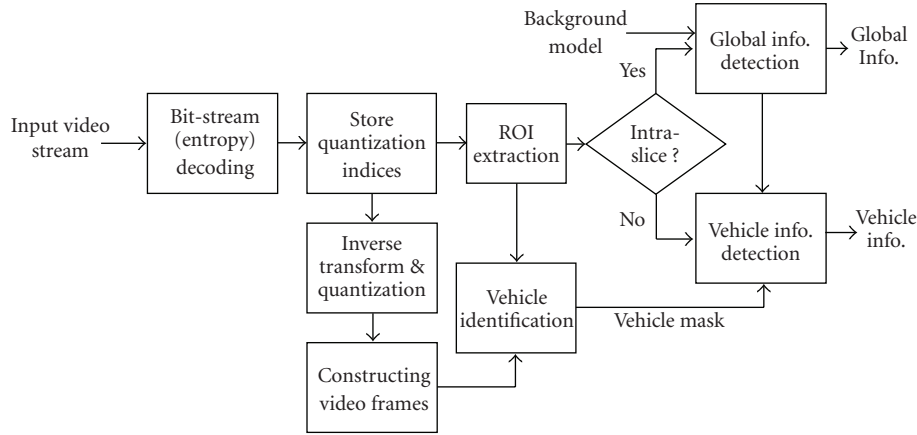 Background
model
Global info.
detection
Global
Info.
Yes
Input video
stream
Bit-stream
(entropy)
decoding
Store
quantization
indices
ROI
extraction
Intra-
slice ?
No
Vehicle info.
detection
Vehicle
info.
Inverse
transform &
quantization
Vehicle
identification
Vehicle mask
Constructing
video frames